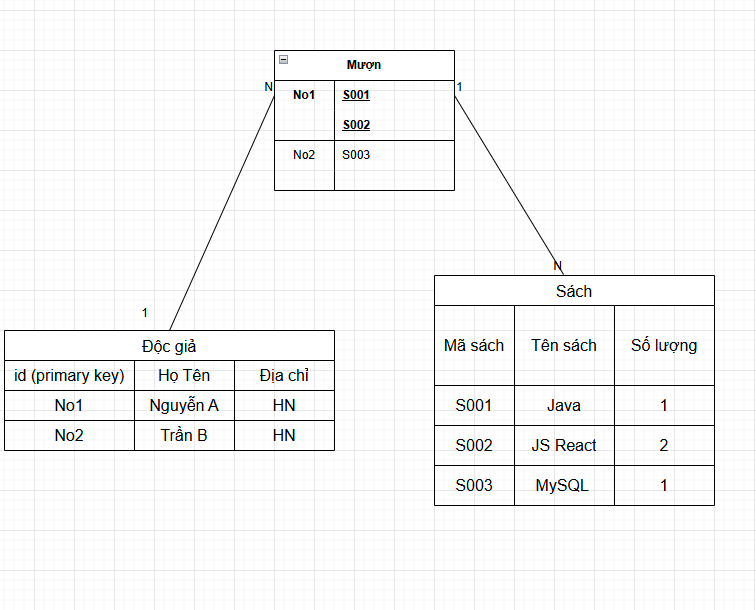 Mượn
N
1
No1 S001
S002
No2 S003
N
1
Sách
Mã sách Tên sách Số lượng
S001 Java 1
S002 JS React 2
S003 MySQL 1
Độc giả
id (primary key) Họ Tên Địa chỉ
No1 Nguyễn A HN
No2 Trần B HN